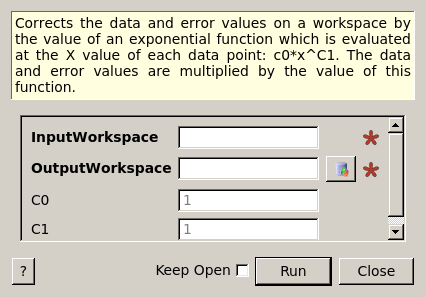 Corrects the data and error values on a workspace by
the value of an exponential function which is evaluated
at the X value of each data point: c0*x^C1. The data
and error values are multiplied by the value of this
function.
InputWorkspace
OutputWorkspace
C0 1
C1 1
? Keep Open Run Close